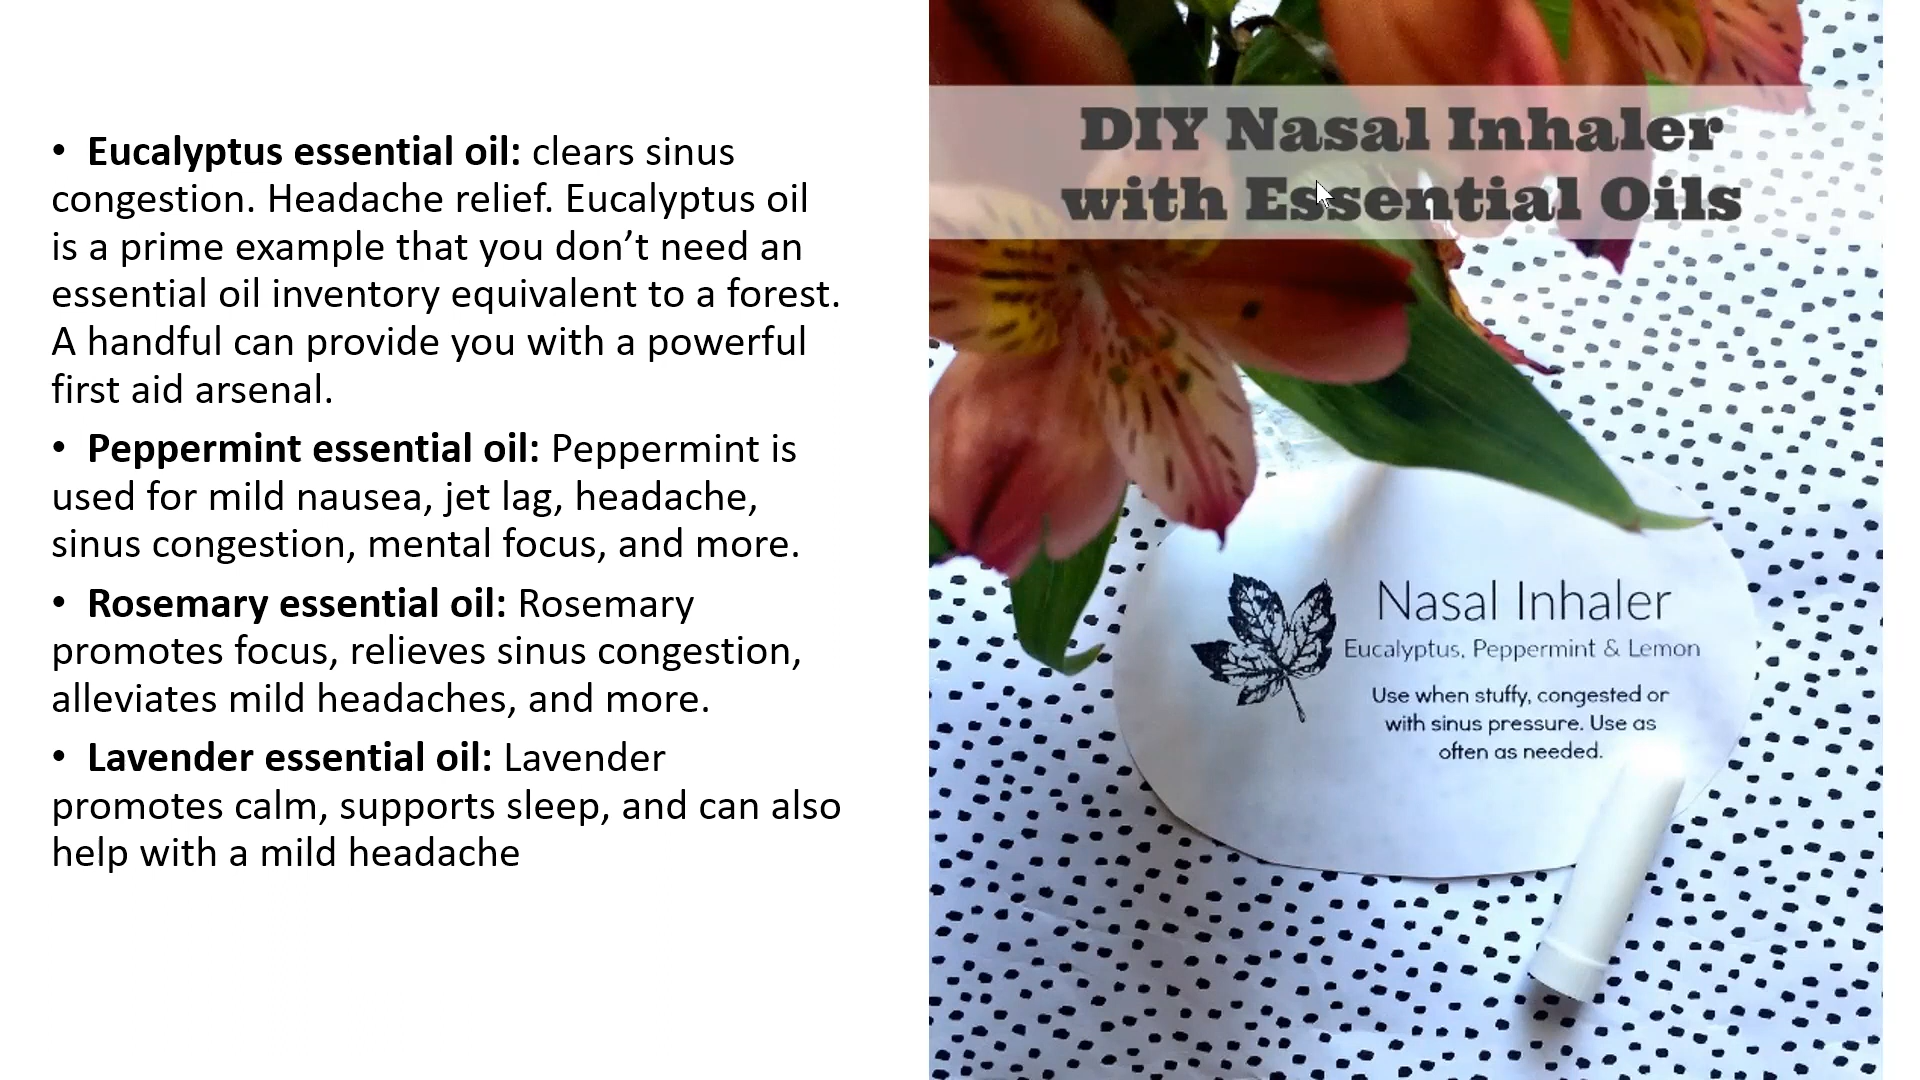 • Eucalyptus essential oil: clears sinus
congestion. Headache relief. Eucalyptus oil
is a prime example that you don’t need an
essential oil inventory equivalent to a forest.
A handful can provide you with a powerful
first aid arsenal.
• Peppermint essential oil: Peppermint is
used for mild nausea, jet lag, headache,
sinus congestion, mental focus, and more.
• Rosemary essential oil: Rosemary
promotes focus, relieves sinus congestion,
alleviates mild headaches, and more.
• Lavender essential oil: Lavender
promotes calm, supports sleep, and can also
help with a mild headache
DIY Nasal Inhaler
with Essential Oils
Nasal Inhaler
Eucalyptus, Peppermint & Lemon
Use when stuffy, congested or
with sinus pressure. Use as
often as needed.